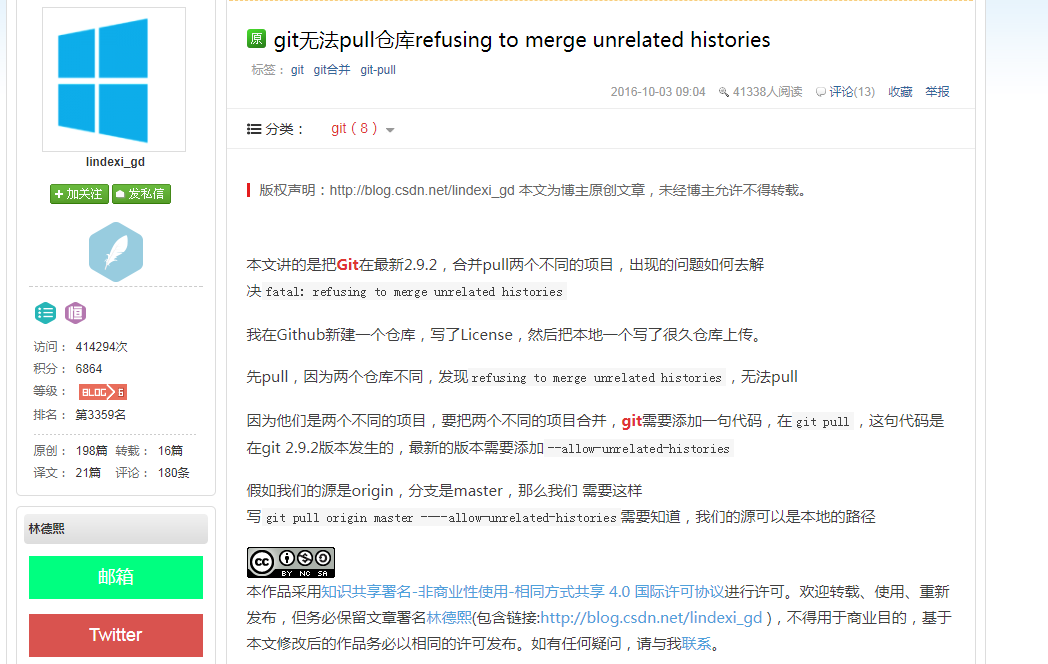 lindexi_gd
+ 加关注 发私信
恒
访问： 414294次
积分： 6864
等级： BLOG 6
排名： 第3359名
原创： 198篇 转载： 16篇
译文： 21篇 评论： 180条
林德熙
邮箱
Twitter
原 git无法pull仓库refusing to merge unrelated histories
标签： git git合并 git-pull
2016-10-03 09:04 41338人阅读 评论(13) 收藏 举报
分类： git（8）
版权声明：http://blog.csdn.net/lindexi_gd 本文为博主原创文章，未经博主允许不得转载。
本文讲的是把Git在最新2.9.2，合并pull两个不同的项目，出现的问题如何去解
决 fatal: refusing to merge unrelated histories
我在Github新建一个仓库，写了License，然后把本地一个写了很久仓库上传。
先pull，因为两个仓库不同，发现 refusing to merge unrelated histories ，无法pull
因为他们是两个不同的项目，要把两个不同的项目合并，git需要添加一句代码，在 git pull ，这句代码是
在git 2.9.2版本发生的，最新的版本需要添加 --allow-unrelated-histories
假如我们的源是origin，分支是master，那么我们 需要这样
写 git pull origin master ----allow-unrelated-histories 需要知道，我们的源可以是本地的路径
cc BY NC SA
本作品采用知识共享署名-非商业性使用-相同方式共享 4.0 国际许可协议进行许可。欢迎转载、使用、重新
发布，但务必保留文章署名林德熙(包含链接:http://blog.csdn.net/lindexi_gd )，不得用于商业目的，基于
本文修改后的作品务必以相同的许可发布。如有任何疑问，请与我联系。